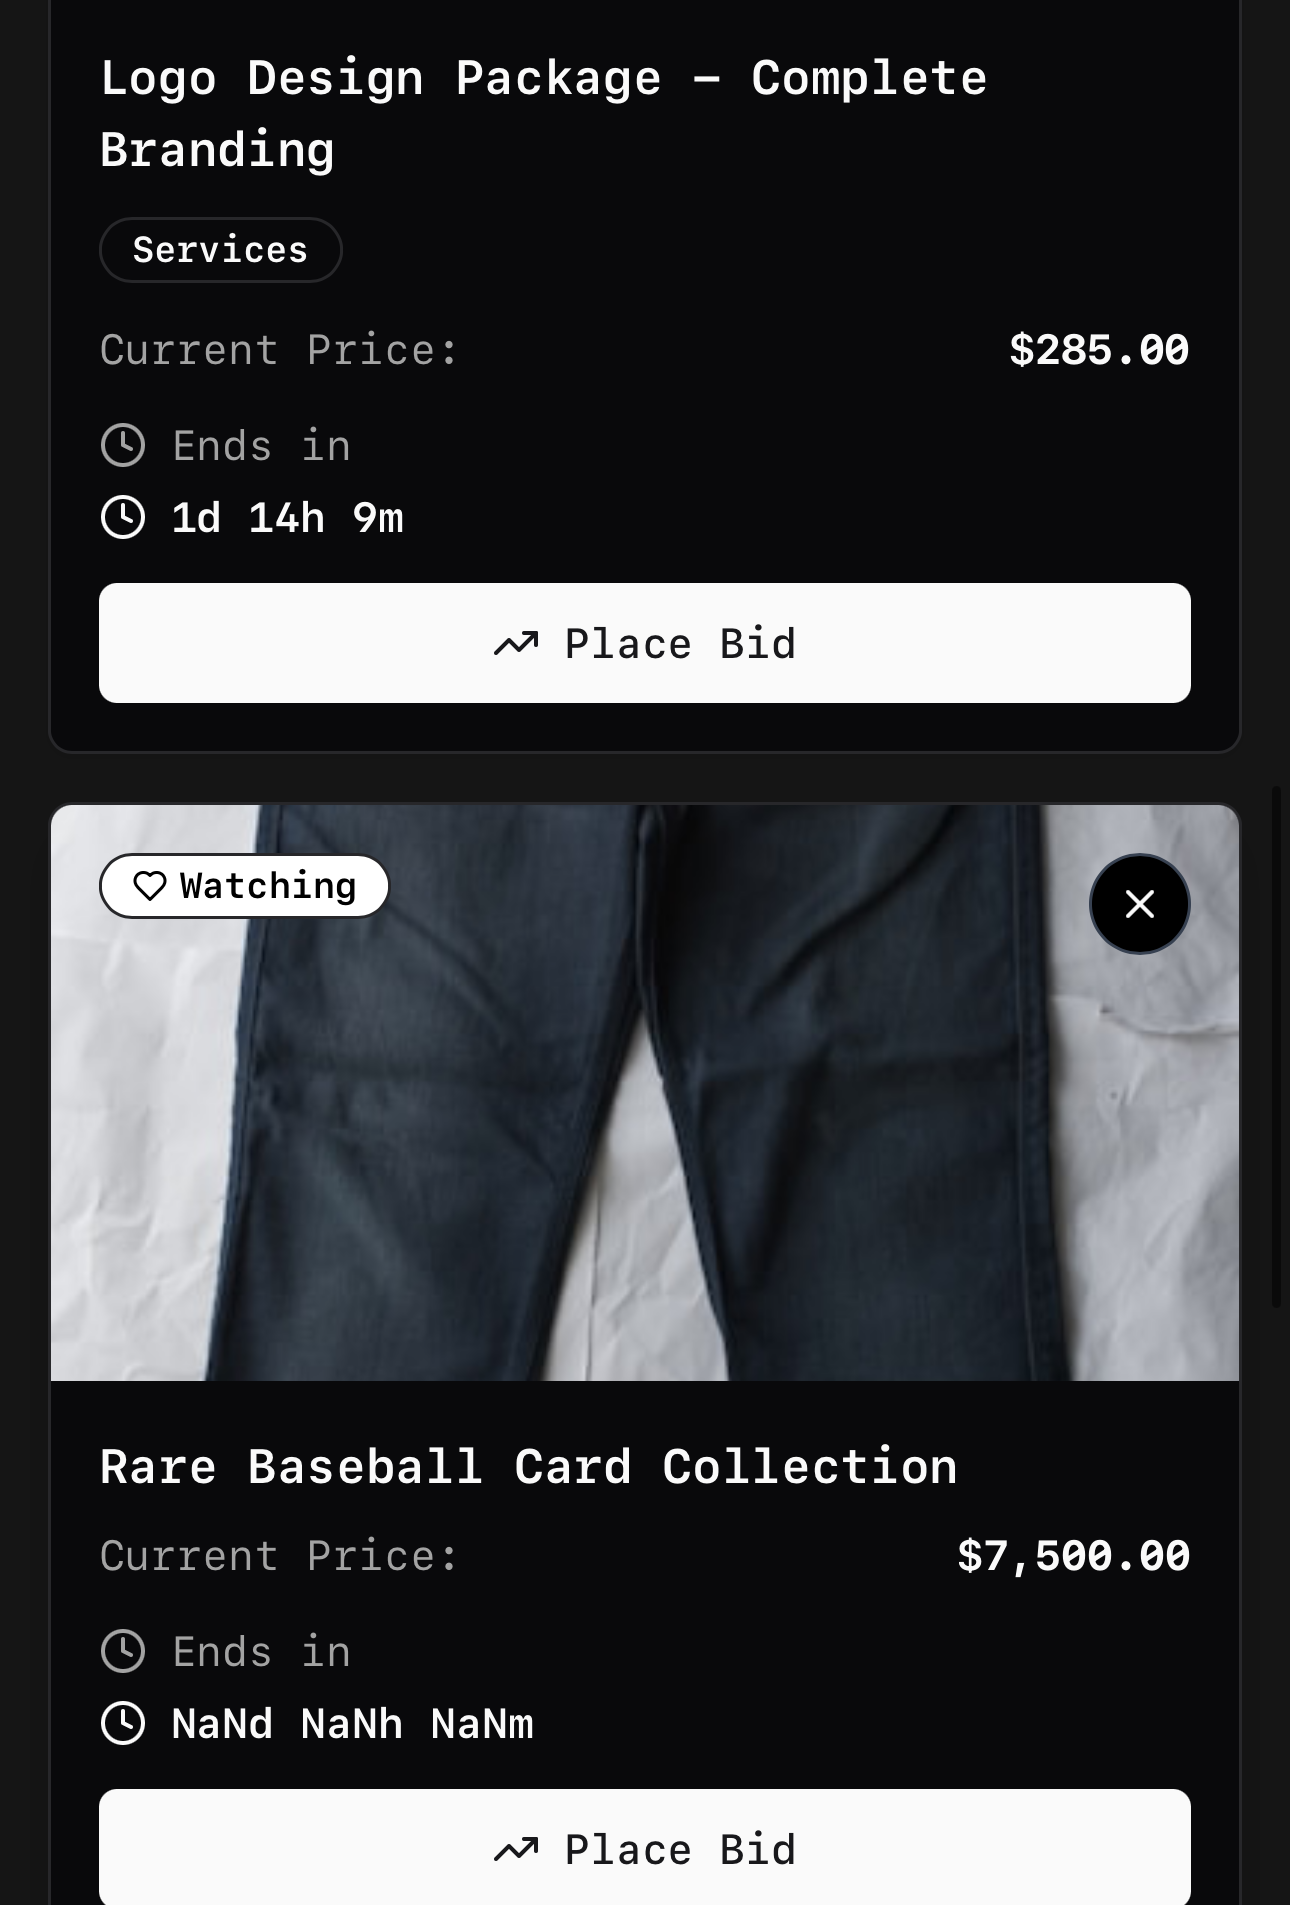 Logo Design Package – Complete
Branding
Services
Current Price: $285.00
Ends in
1d 14h 9m
Place Bid
Watching
Rare Baseball Card Collection
Current Price: $7,500.00
Ends in
NaNd NaNh NaNm
Place Bid